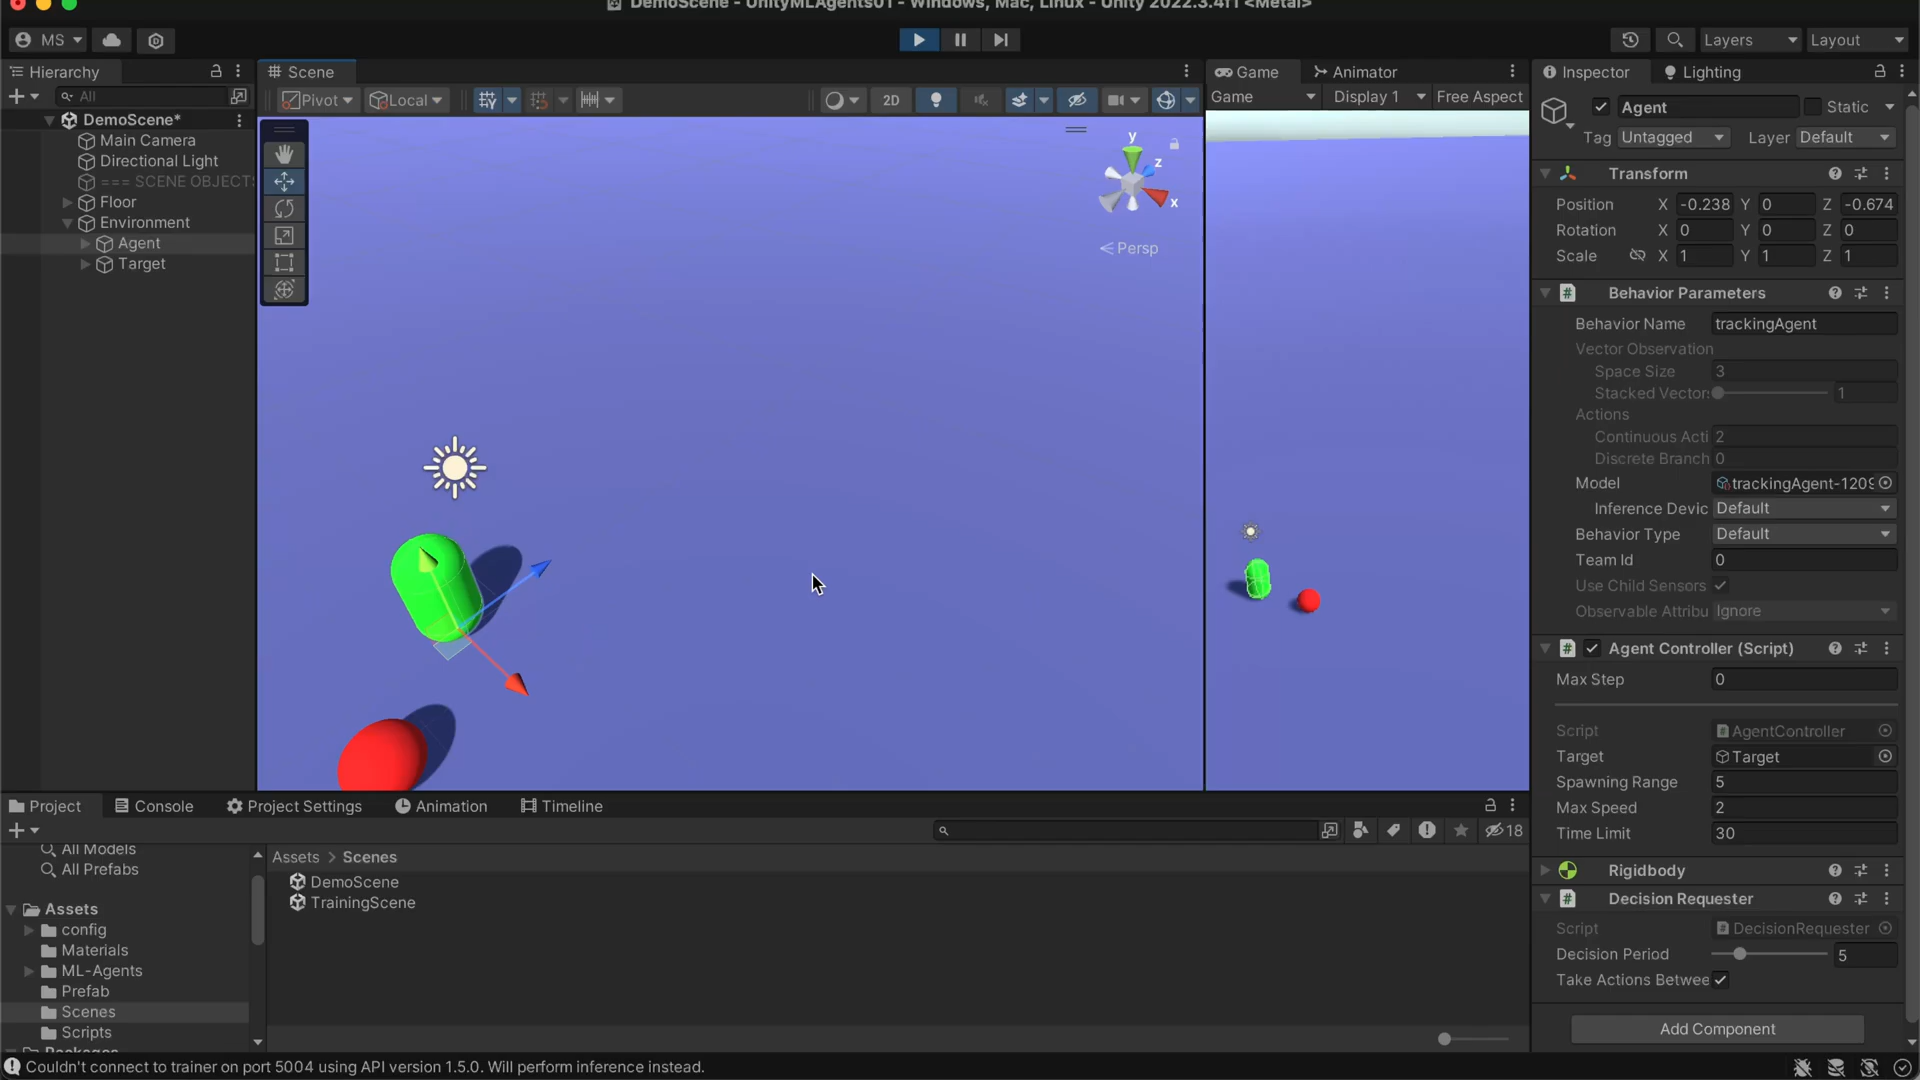 DemoScene - UnityMLAgents01 - Windows, Mac, Linux - Unity 2022.3.4f1 <Metal>
MS
Layers
Layout
Hierarchy
Scene
Game
Animator
Inspector
Lighting
All
Pivot
Local
2D
Game
Display 1
Free Aspect
DemoScene*
Main Camera
Directional Light
=== SCENE OBJECTS
Floor
Environment
Agent
Target
y
z
x
Persp
Agent
Static
Tag
Untagged
Layer
Default
Transform
Position X -0.238 Y 0 Z -0.674
Rotation X 0 Y 0 Z 0
Scale X 1 Y 1 Z 1
Behavior Parameters
Behavior Name trackingAgent
Vector Observation
Space Size 3
Stacked Vector: 1
Actions
Continuous Acti 2
Discrete Branch 0
Model trackingAgent-1209
Inference Devic Default
Behavior Type Default
Team Id 0
Use Child Sensors
Observable Attribu Ignore
Agent Controller (Script)
Max Step 0
Script AgentController
Target Target
Spawning Range 5
Max Speed 2
Time Limit 30
Rigidbody
Decision Requester
Script DecisionRequester
Decision Period 5
Take Actions Betwee
Add Component
Project
Console
Project Settings
Animation
Timeline
18
All Models
All Prefabs
Assets
config
Materials
ML-Agents
Prefab
Scenes
Scripts
Packages
Assets > Scenes
DemoScene
TrainingScene
Couldn't connect to trainer on port 5004 using API version 1.5.0. Will perform inference instead.